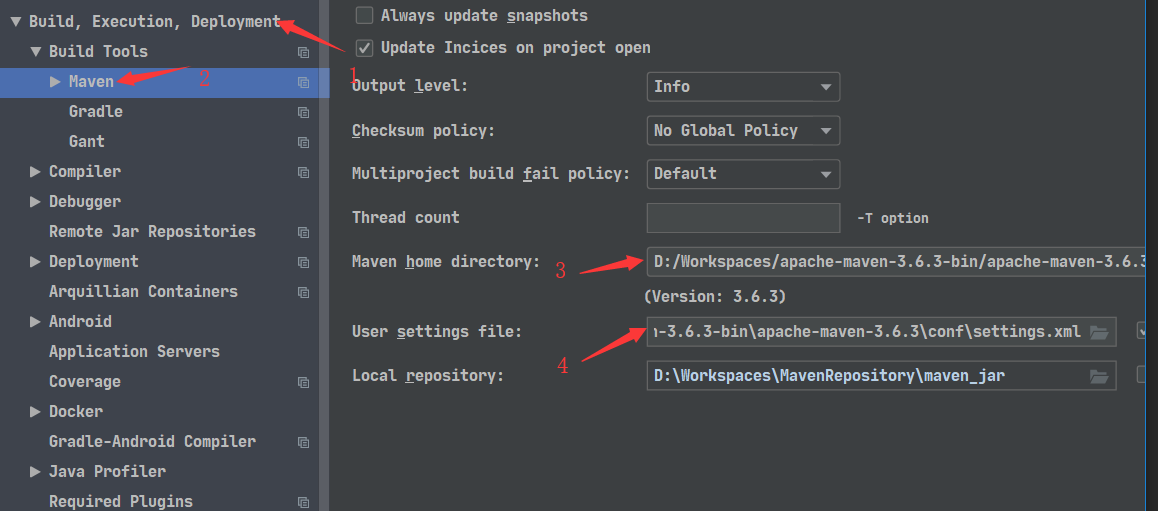 Build, Execution, Deployment
Build Tools
Maven
Gradle
Gant
Compiler
Debugger
Remote Jar Repositories
Deployment
Arquillian Containers
Android
Application Servers
Coverage
Docker
Gradle-Android Compiler
Java Profiler
Required Plugins
1
2
Always update snapshots
Update Incices on project open
Output level: Info
Checksum policy: No Global Policy
Multiproject build fail policy: Default
Thread count -T option
Maven home directory: 3 D:/Workspaces/apache-maven-3.6.3-bin/apache-maven-3.6.3
(Version: 3.6.3)
User settings file: -3.6.3-bin\apache-maven-3.6.3\conf\settings.xml
4
Local repository: D:\Workspaces\MavenRepository\maven_jar